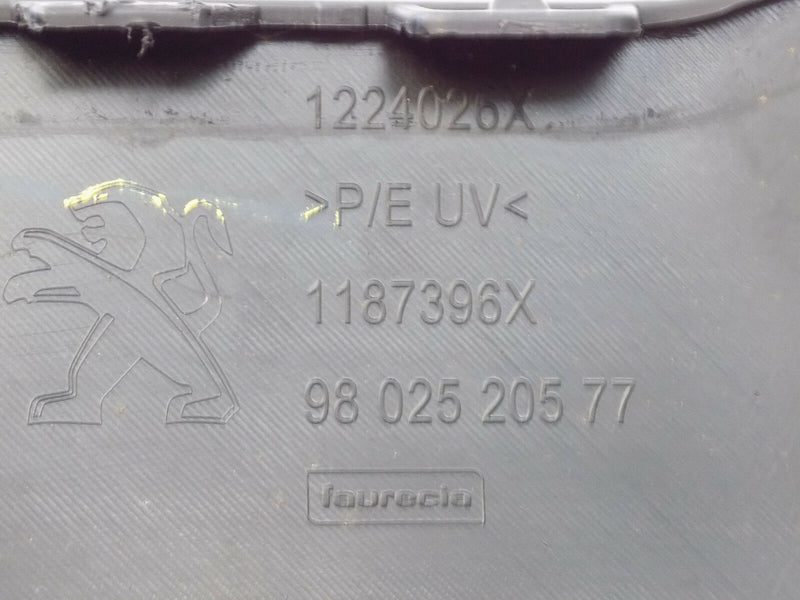 1224026X
>P/E UV<
1187396X
98 025 205 77
faurecia